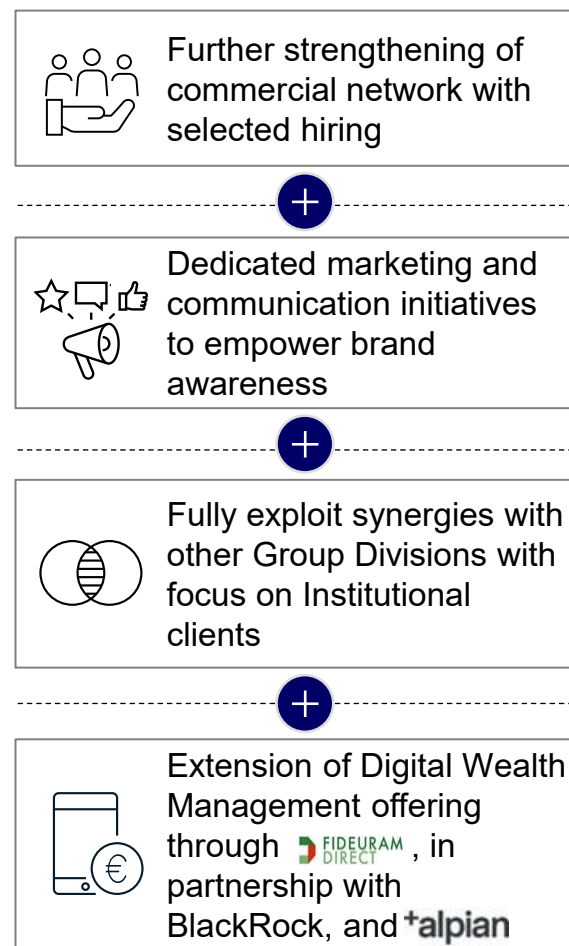 Further strengthening of
commercial network with
selected hiring
Dedicated marketing and
communication initiatives
to empower brand
awareness
Fully exploit synergies with
other Group Divisions with
focus on Institutional
clients
Extension of Digital Wealth
Management offering
through FIDEURAM DIRECT , in
partnership with
BlackRock, and +alpian